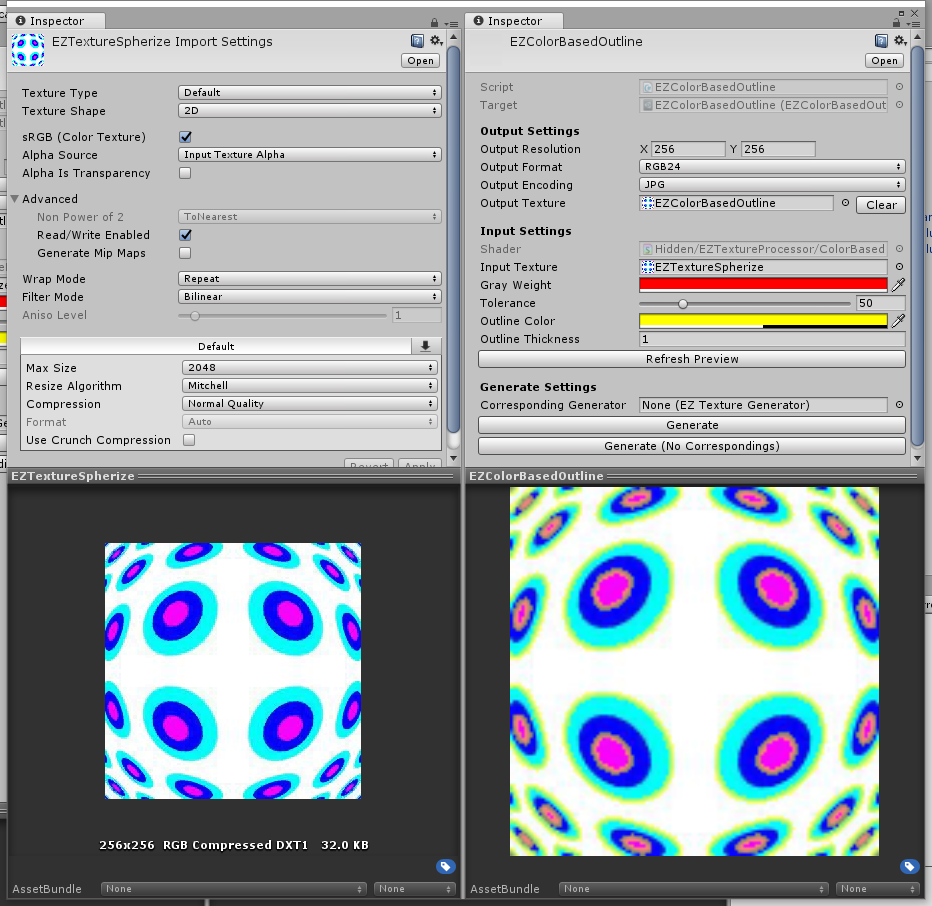 Inspector
EZTextureSpherize Import Settings
Open
Texture Type Default
Texture Shape 2D
sRGB (Color Texture)
Alpha Source Input Texture Alpha
Alpha Is Transparency
Advanced
Non Power of 2 ToNearest
Read/Write Enabled
Generate Mip Maps
Wrap Mode Repeat
Filter Mode Bilinear
Aniso Level 1
Default
Max Size 2048
Resize Algorithm Mitchell
Compression Normal Quality
Format Auto
Use Crunch Compression
Revert Apply
EZTextureSpherize
256x256 RGB Compressed DXT1 32.0 KB
AssetBundle None None
Inspector
EZColorBasedOutline
Open
Script EZColorBasedOutline
Target EZColorBasedOutline (EZColorBasedOut
Output Settings
Output Resolution X 256 Y 256
Output Format RGB24
Output Encoding JPG
Output Texture EZColorBasedOutline Clear
Input Settings
Shader Hidden/EZTextureProcessor/ColorBased
Input Texture EZTextureSpherize
Gray Weight
Tolerance 50
Outline Color
Outline Thickness 1
Refresh Preview
Generate Settings
Corresponding Generator None (EZ Texture Generator)
Generate
Generate (No Correspondings)
EZColorBasedOutline
AssetBundle None None